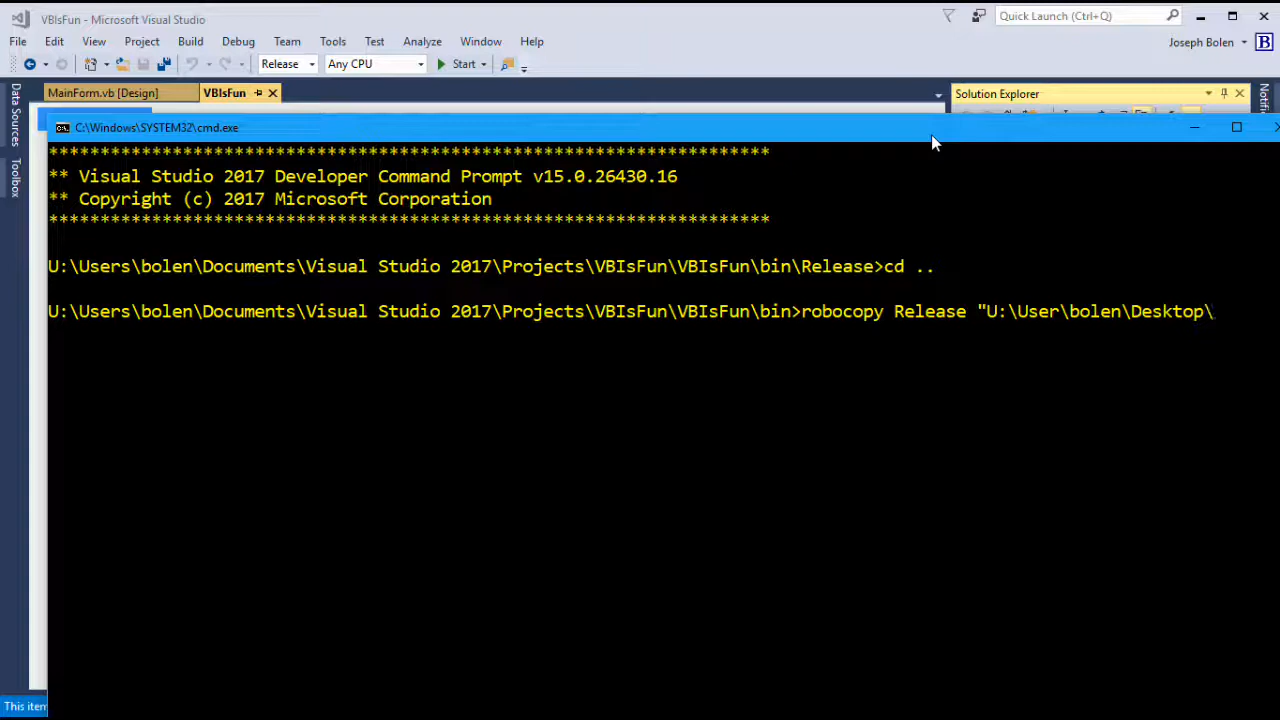 VBIsFun - Microsoft Visual Studio
Quick Launch (Ctrl+Q)
File Edit View Project Build Debug Team Tools Test Analyze Window Help
Joseph Bolen B
Release Any CPU Start
MainForm.vb [Design] VBIsFun
Solution Explorer
Data Sources
Toolbox
Notifi
C:\Windows\SYSTEM32\cmd.exe
**********************************************************************
** Visual Studio 2017 Developer Command Prompt v15.0.26430.16
** Copyright (c) 2017 Microsoft Corporation
**********************************************************************
U:\Users\bolen\Documents\Visual Studio 2017\Projects\VBIsFun\VBIsFun\bin\Release>cd ..
U:\Users\bolen\Documents\Visual Studio 2017\Projects\VBIsFun\VBIsFun\bin>robocopy Release "U:\User\bolen\Desktop\
This item